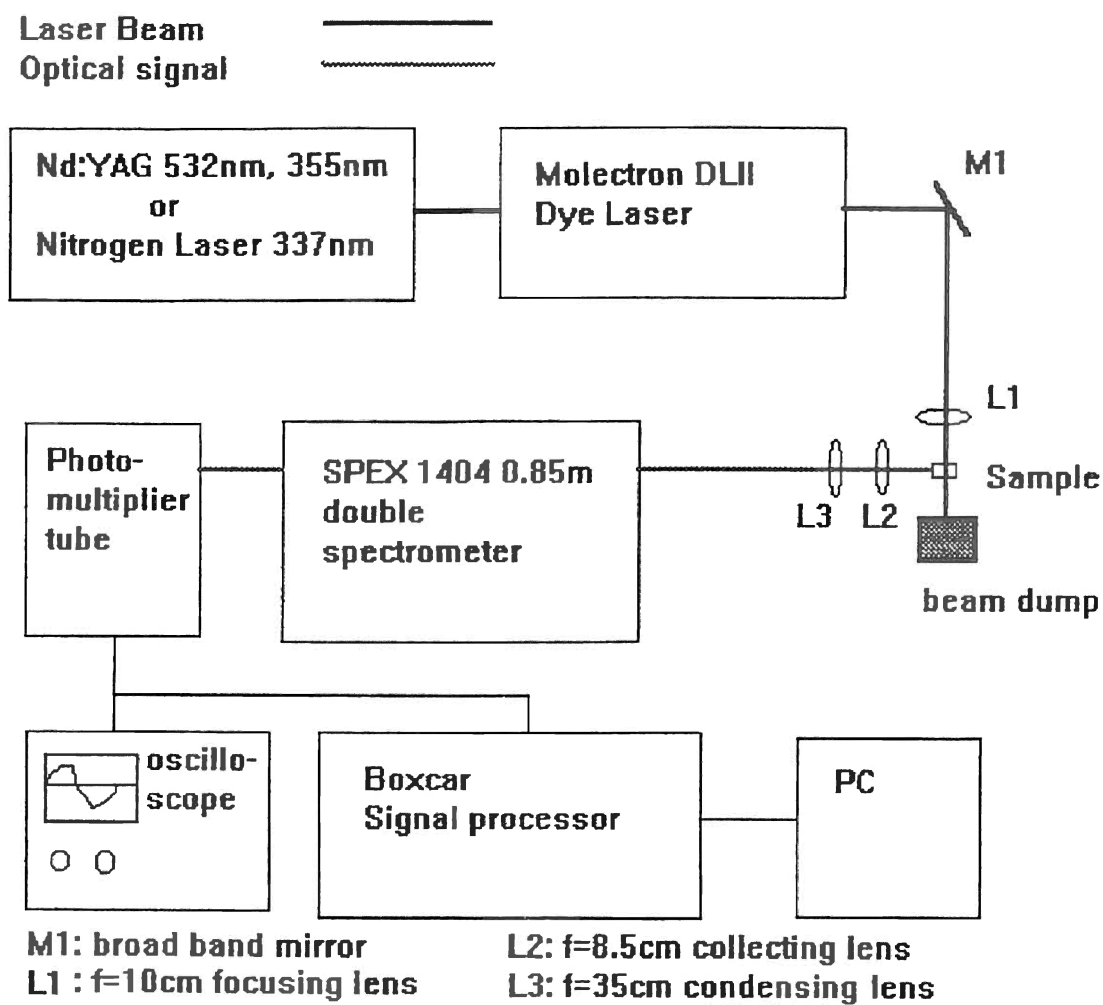 Laser Beam
Optical signal
Nd:YAG 532nm, 355nm
or
Nitrogen Laser 337nm
Molectron DLII
Dye Laser
M1
L1
Photo-
multiplier
tube
SPEX 1404 0.85m
double
spectrometer
L3
L2
Sample
beam dump
oscillo-
scope
Boxcar
Signal processor
PC
M1: broad band mirror
L1 : f=10cm focusing lens
L2: f=8.5cm collecting lens
L3: f=35cm condensing lens